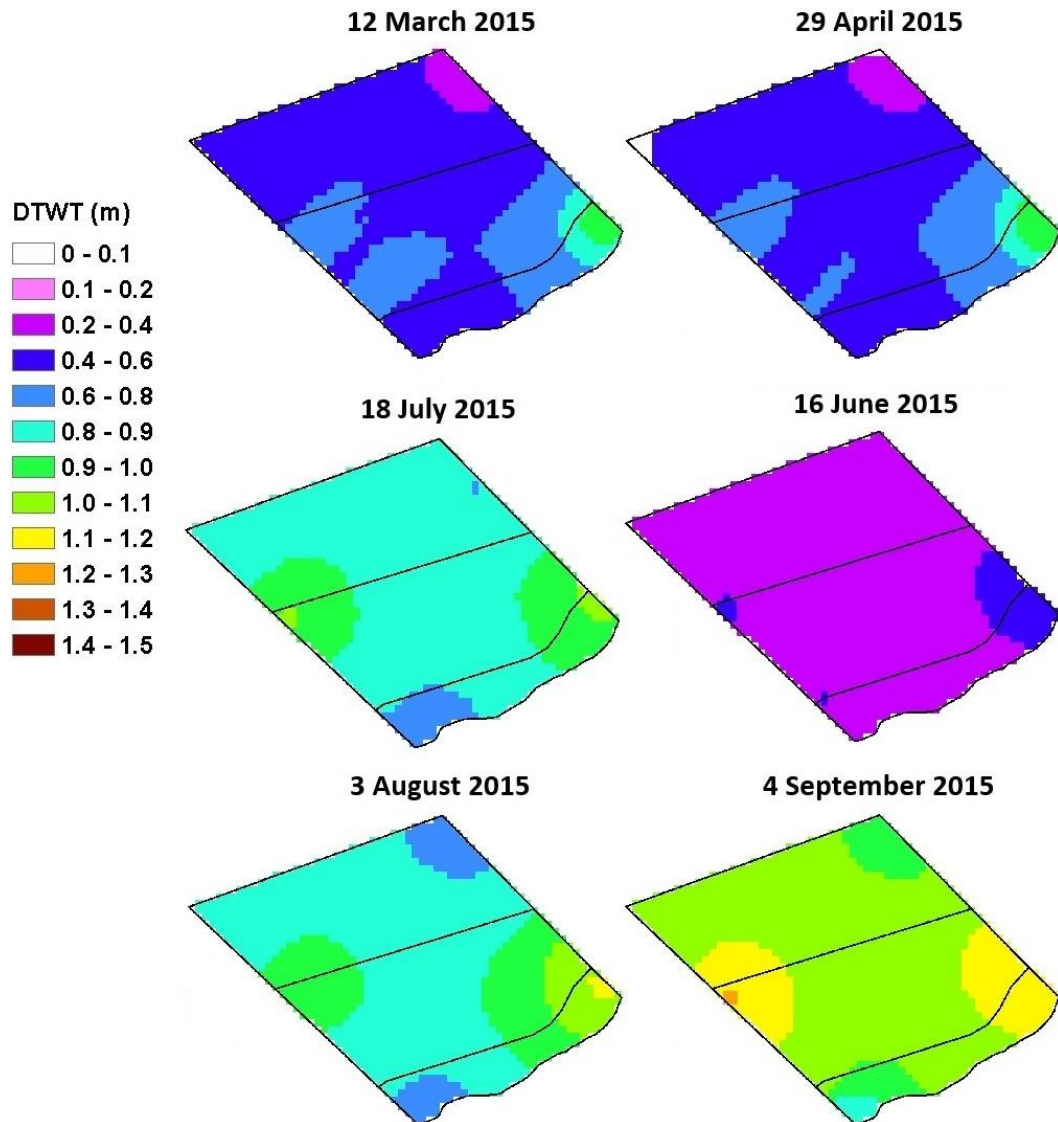 12 March 2015
29 April 2015
DTWT (m)
0 - 0.1
0.1 - 0.2
0.2 - 0.4
0.4 - 0.6
0.6 - 0.8
0.8 - 0.9
0.9 - 1.0
1.0 - 1.1
1.1 - 1.2
1.2 - 1.3
1.3 - 1.4
1.4 - 1.5
18 July 2015
16 June 2015
3 August 2015
4 September 2015